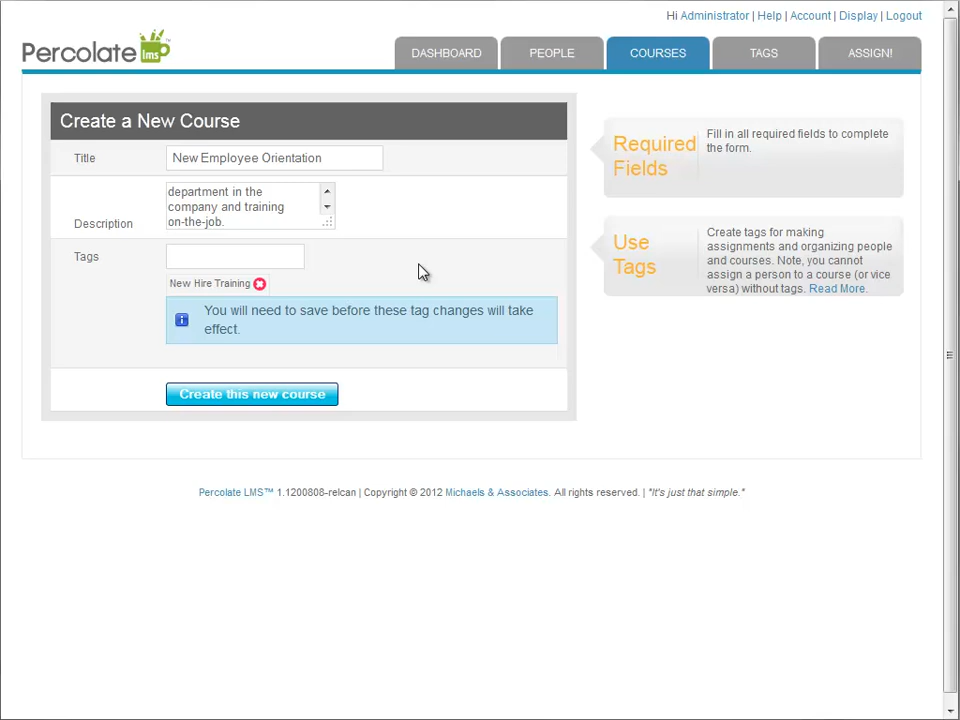 Hi Administrator | Help | Account | Display | Logout
Percolate lms™
DASHBOARD PEOPLE COURSES TAGS ASSIGN!
Create a New Course
Title New Employee Orientation
Description department in the
company and training
on-the-job.
Tags
New Hire Training
You will need to save before these tag changes will take
effect.
Create this new course
Required
Fields
Fill in all required fields to complete
the form.
Use
Tags
Create tags for making
assignments and organizing people
and courses. Note, you cannot
assign a person to a course (or vice
versa) without tags. Read More.
Percolate LMS™ 1.1200808-relcan | Copyright © 2012 Michaels & Associates. All rights reserved. | "It's just that simple."